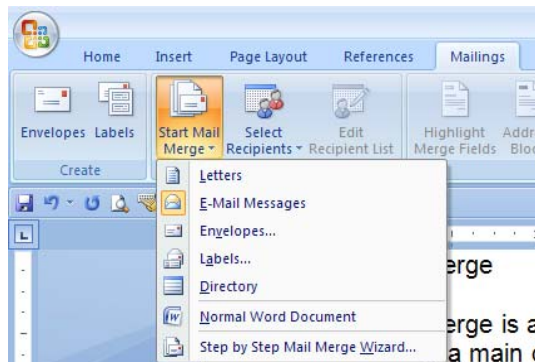 Home Insert Page Layout References Mailings
Envelopes Labels Start Mail Select Edit Highlight
Merge Recipients Recipient List Merge Fields
Create
Letters
E-Mail Messages
Envelopes...
Labels...
Directory
Normal Word Document
Step by Step Mail Merge Wizard...
erge
erge is a
a main